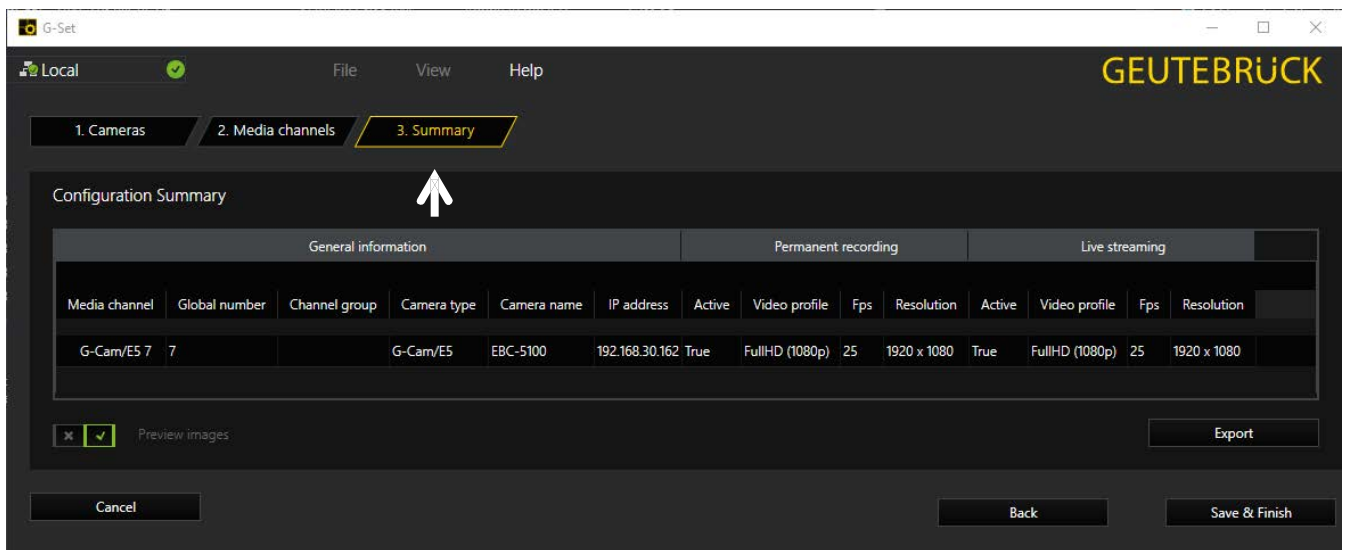 G-Set
Local File View Help GEUTEBRÜCK
1. Cameras 2. Media channels 3. Summary
Configuration Summary
General information Permanent recording Live streaming
Media channel Global number Channel group Camera type Camera name IP address Active Video profile Fps Resolution Active Video profile Fps Resolution
G-Cam/E5 7 7 G-Cam/E5 EBC-5100 192.168.30.162 True FullHD (1080p) 25 1920 x 1080 True FullHD (1080p) 25 1920 x 1080
Preview images Export
Cancel Back Save & Finish